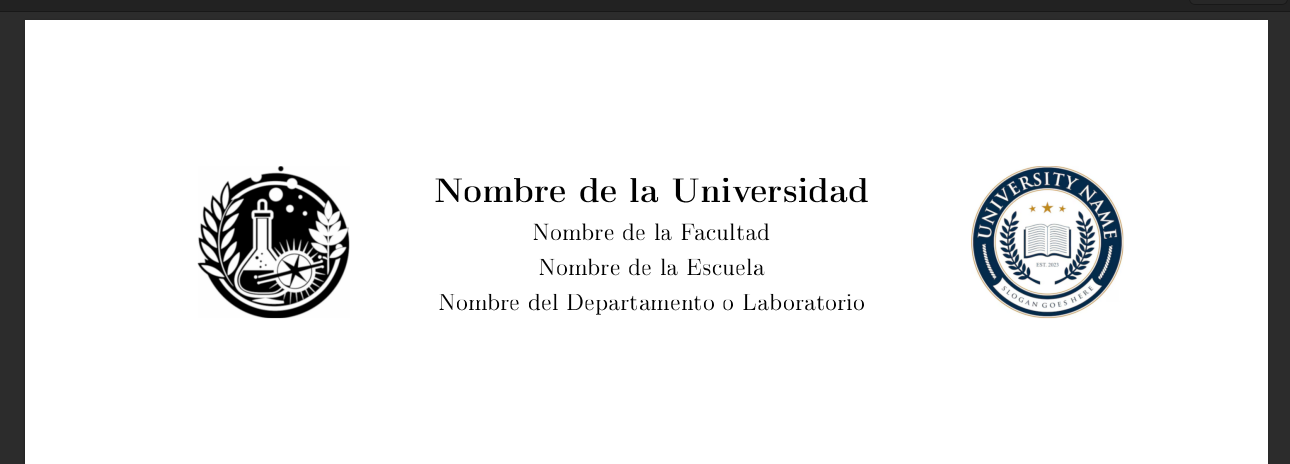 Nombre de la Universidad
Nombre de la Facultad
Nombre de la Escuela
Nombre del Departamento o Laboratorio
UNIVERSITY NAME
EST. 2023
SLOGAN GOES HERE